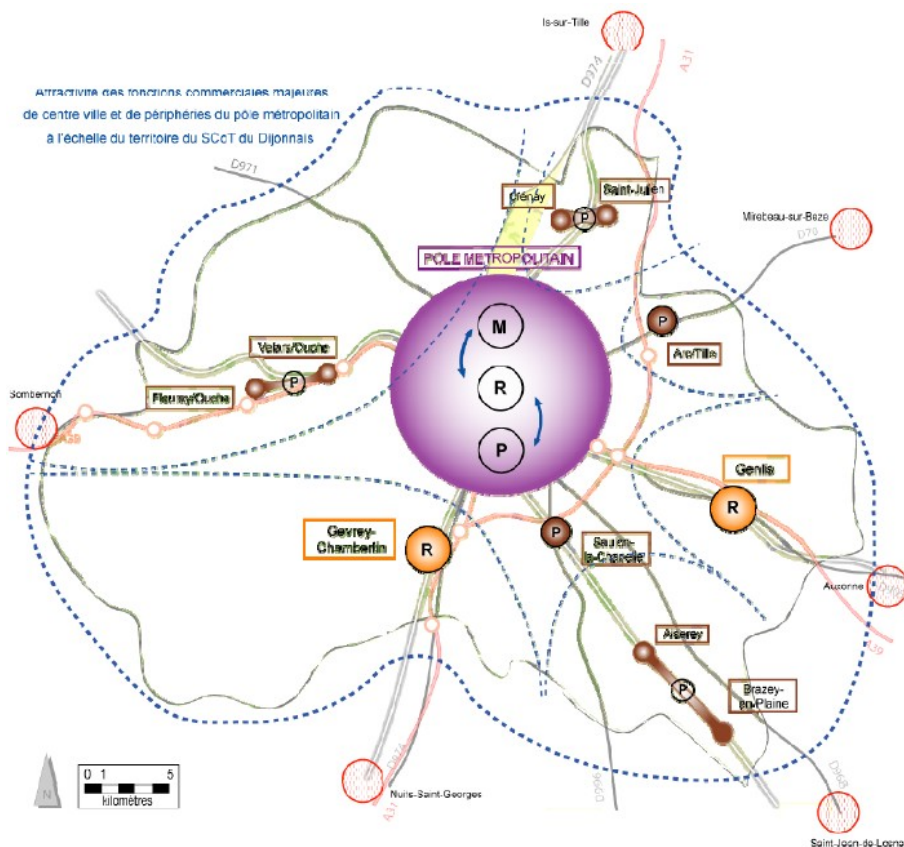 Is-sur-Tille
D974
A31
Attractivité des fonctions commerciales majeures
de centre ville et de périphéries du pôle métropolitain
à l'échelle du territoire du SCoT du Dijonnais
D971
Brénay
Saint-Julien
P
Mirebeau-sur-Beze
D70
POLE METROPOLITAIN
M
P
Arc/Tille
Velars/Ouche
P
R
Fleurey/Ouche
Sombernon
P
Genlis
R
Gevrey-
Chambertin
R
P
Saulon-
la-Chapelle
Auxonne
A39
Aiserey
P
Brazey-
en/Plaine
0 1 5
kilomètres
N
D974
A31
Nuits-Saint-Georges
D996
D968
Saint-Jean-de-Losne